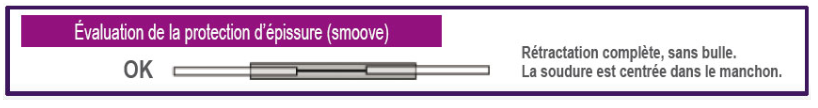 Évaluation de la protection d'épissure (smoove)
OK
Rétractation complète, sans bulle.
La soudure est centrée dans le manchon.